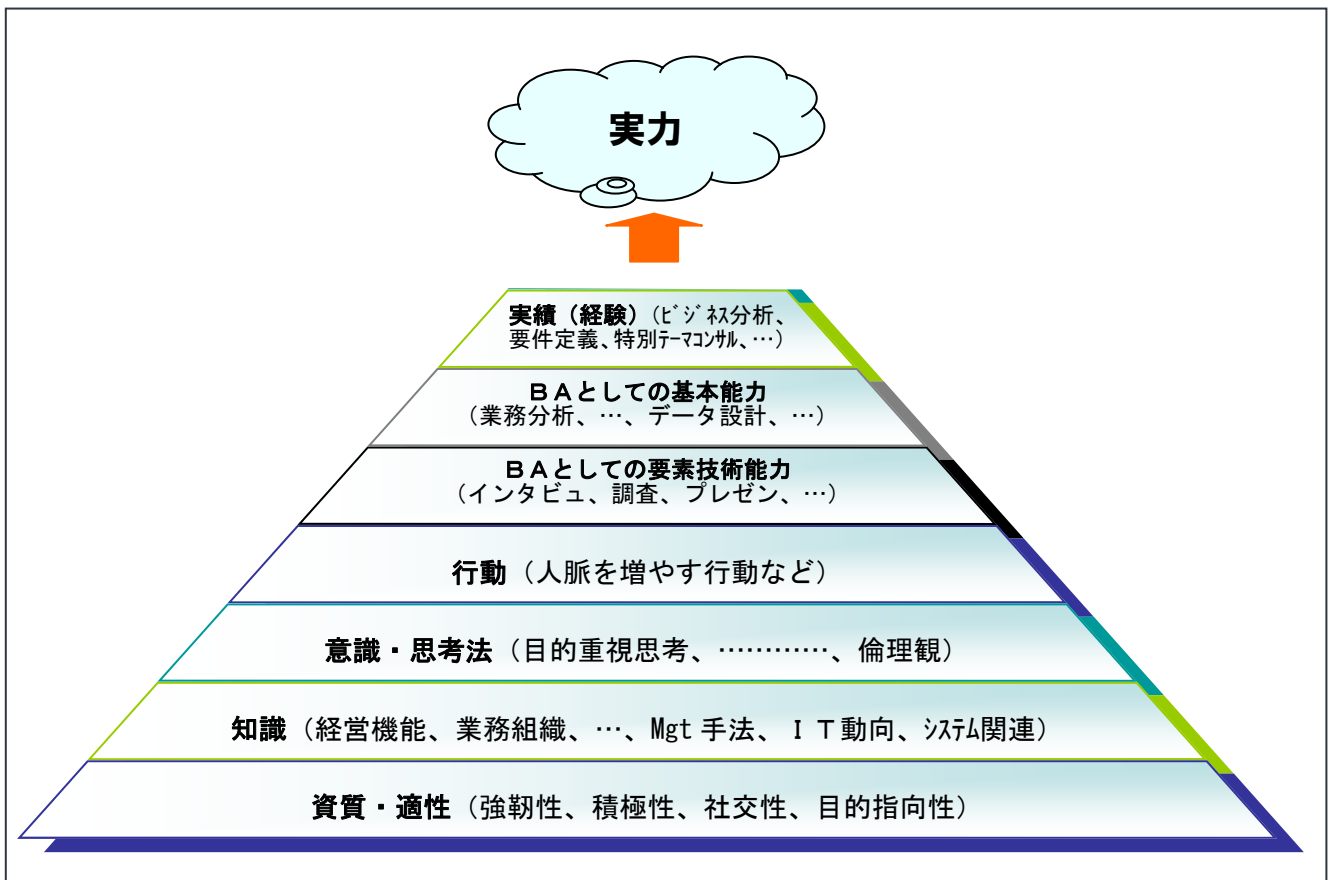 実力
実績（経験）（ﾋﾞｼﾞﾈｽ分析、
要件定義、特別ﾃｰﾏｺﾝｻﾙ、…）
ＢＡとしての基本能力
（業務分析、…、データ設計、…）
ＢＡとしての要素技術能力
（インタビュ、調査、プレゼン、…）
行動（人脈を増やす行動など）
意識・思考法（目的重視思考、…………、倫理観）
知識（経営機能、業務組織、…、Mgt 手法、ＩＴ動向、ｼｽﾃﾑ関連）
資質・適性（強靭性、積極性、社交性、目的指向性）